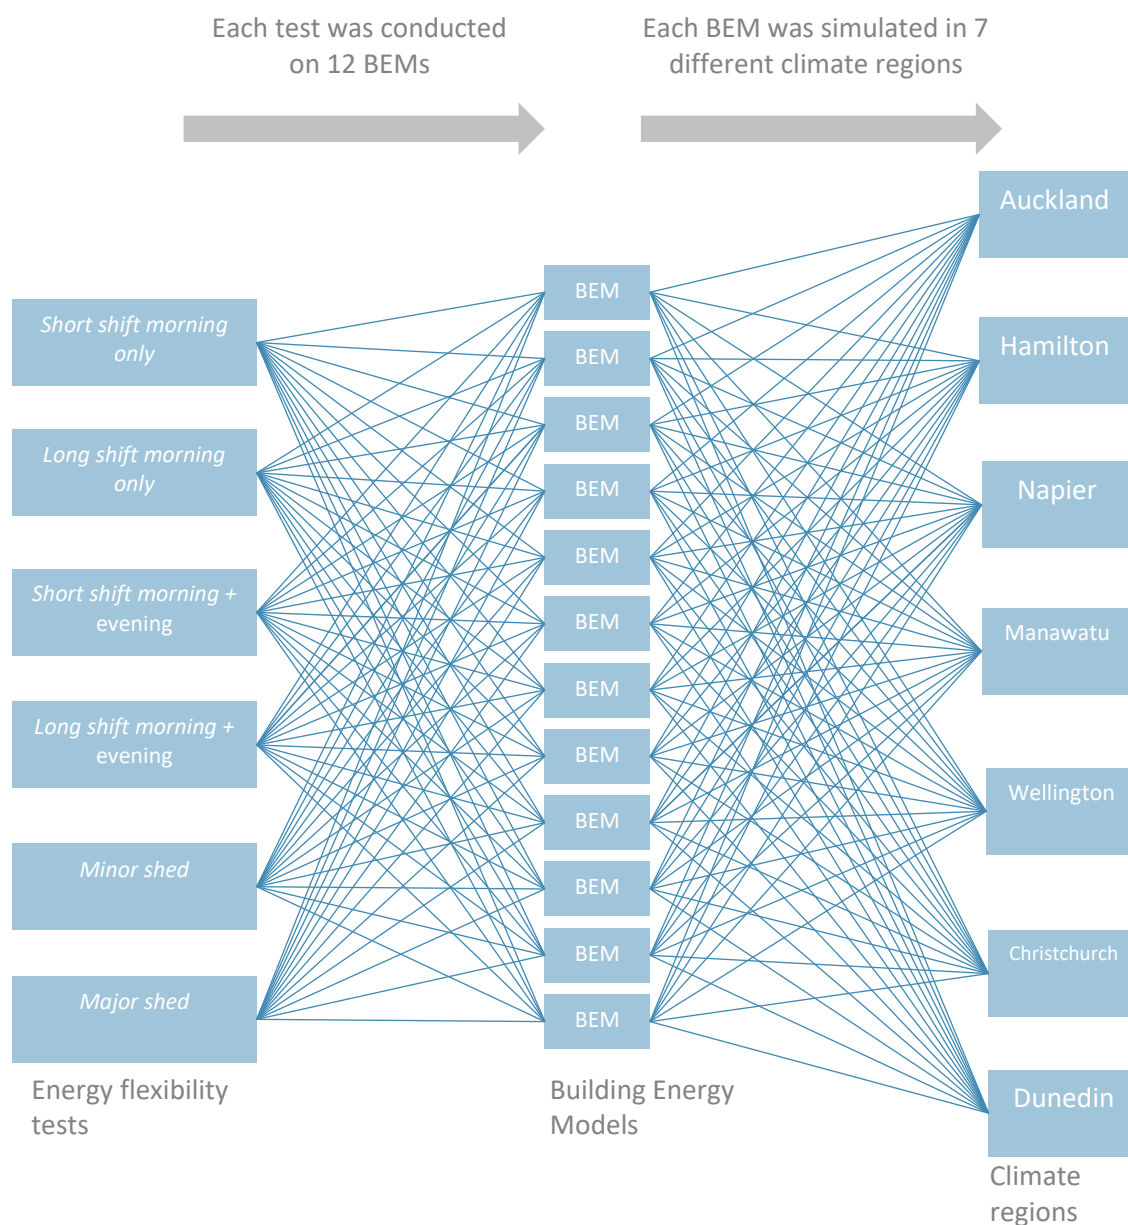 Each test was conducted
on 12 BEMs
Each BEM was simulated in 7
different climate regions
Short shift morning
only
Long shift morning
only
Short shift morning +
evening
Long shift morning +
evening
Minor shed
Major shed
Energy flexibility
tests
BEM
BEM
BEM
BEM
BEM
BEM
BEM
BEM
BEM
BEM
BEM
BEM
Building Energy
Models
Auckland
Hamilton
Napier
Manawatu
Wellington
Christchurch
Dunedin
Climate
regions